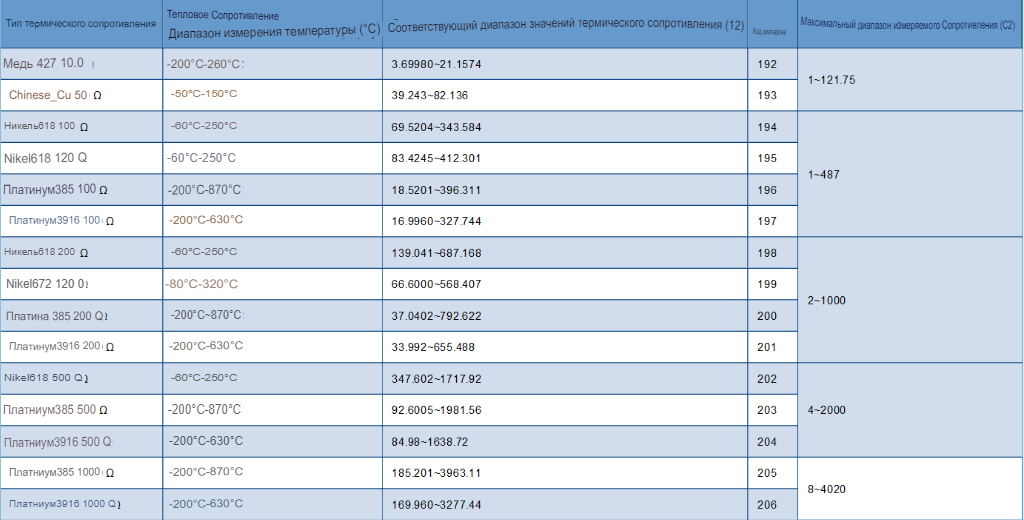 Тип термического сопротивления
Тепловое Сопротивление
Диапазон измерения температуры (°C)
Соответствующий диапазон значений термического сопротивления (12)
Код диапазона
Максимальный диапазон измеряемого Сопротивления (С2)
Медь 427 10.0 -200°C-260°C 3.69980~21.1574 192
1~121.75
Chinese_Cu 50 Ω -50°C-150°C 39.243~82.136 193
Никель618 100 Ω -60°C-250°C 69.5204~343.584 194
Nikel618 120 Q -60°C-250°C 83.4245~412.301 195
1~487
Платинум385 100 Ω -200°C-870°C 18.5201~396.311 196
Платинум3916 100 Ω -200°C-630°C 16.9960~327.744 197
Никель618 200 Ω -60°C-250°C 139.041~687.168 198
Nikel672 120 0 -80°C-320°C 66.6000~568.407 199
2~1000
Платина 385 200 Q -200°C~870°C 37.0402~792.622 200
Платинум3916 200 Ω -200°C-630°C 33.992~655.488 201
Nikel618 500 Q -60°C-250°C 347.602~1717.92 202
Платниум385 500 Ω -200°C-870°C 92.6005~1981.56 203
4~2000
Платниум3916 500 Q -200°C-630°C 84.98~1638.72 204
Платниум385 1000 Ω -200°C-870°C 185.201~3963.11 205
8~4020
Платниум3916 1000 Q -200°C-630°C 169.960~3277.44 206